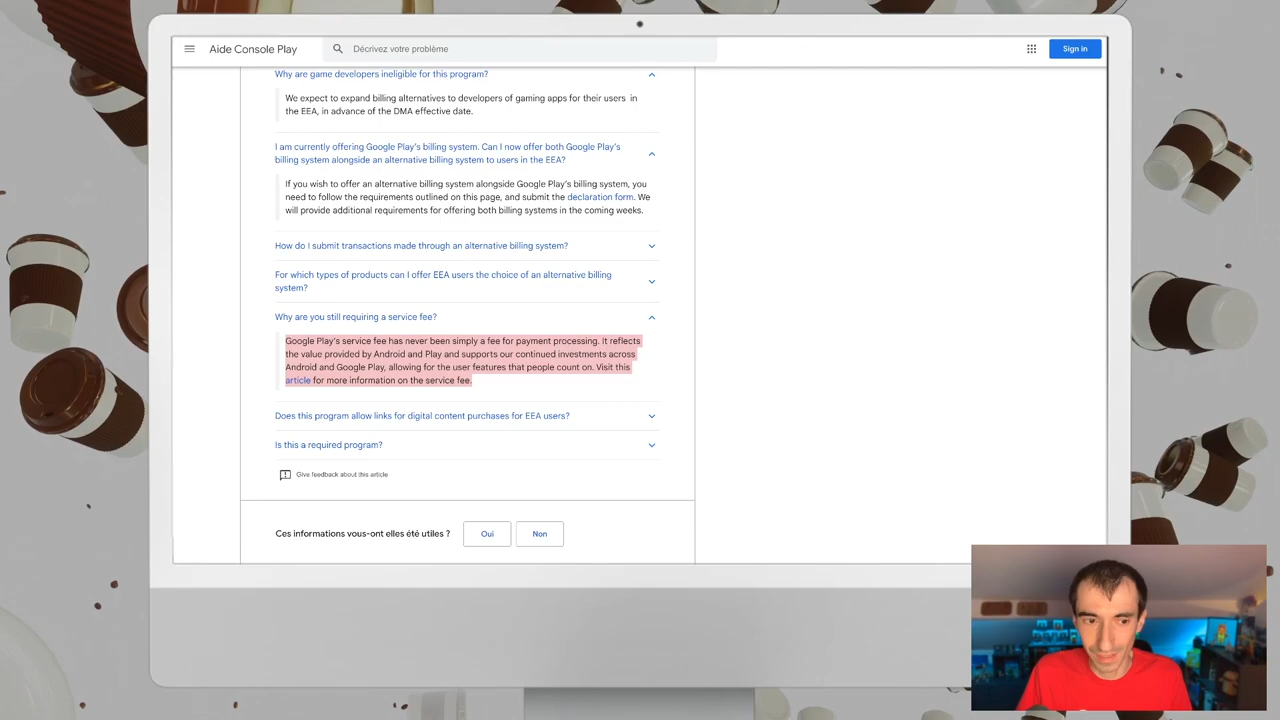 Aide Console Play
Décrivez votre problème
Sign in
Why are game developers ineligible for this program?
We expect to expand billing alternatives to developers of gaming apps for their users in
the EEA, in advance of the DMA effective date.
I am currently offering Google Play's billing system. Can I now offer both Google Play's
billing system alongside an alternative billing system to users in the EEA?
If you wish to offer an alternative billing system alongside Google Play's billing system, you
need to follow the requirements outlined on this page, and submit the declaration form. We
will provide additional requirements for offering both billing systems in the coming weeks.
How do I submit transactions made through an alternative billing system?
For which types of products can I offer EEA users the choice of an alternative billing
system?
Why are you still requiring a service fee?
Google Play's service fee has never been simply a fee for payment processing. It reflects
the value provided by Android and Play and supports our continued investments across
Android and Google Play, allowing for the user features that people count on. Visit this
article for more information on the service fee.
Does this program allow links for digital content purchases for EEA users?
Is this a required program?
Give feedback about this article
Ces informations vous-ont elles été utiles ?
Oui
Non